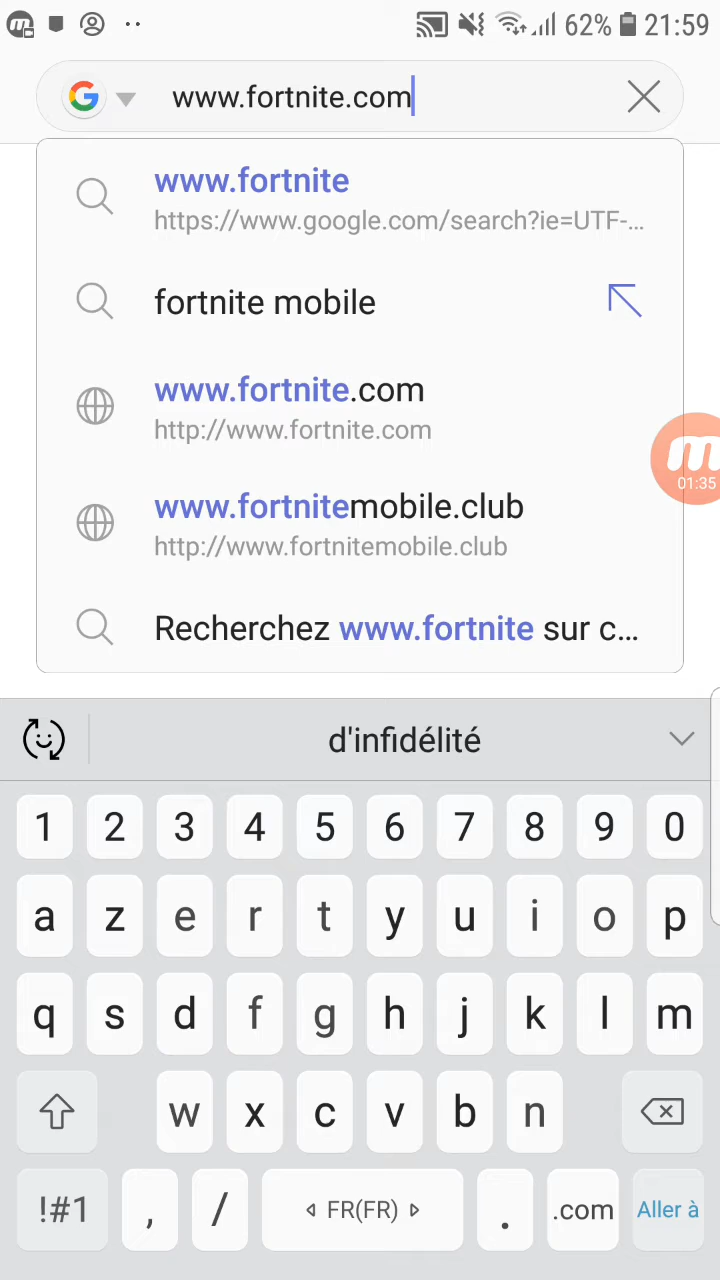 62% 21:59
www.fortnite.com
www.fortnite
https://www.google.com/search?ie=UTF-...
fortnite mobile
www.fortnite.com
http://www.fortnite.com
01:35
www.fortnitemobile.club
http://www.fortnitemobile.club
Recherchez www.fortnite sur c...
d'infidélité
1 2 3 4 5 6 7 8 9 0
a z e r t y u i o p
q s d f g h j k l m
w x c v b n
!#1 , / FR(FR) . .com Aller à